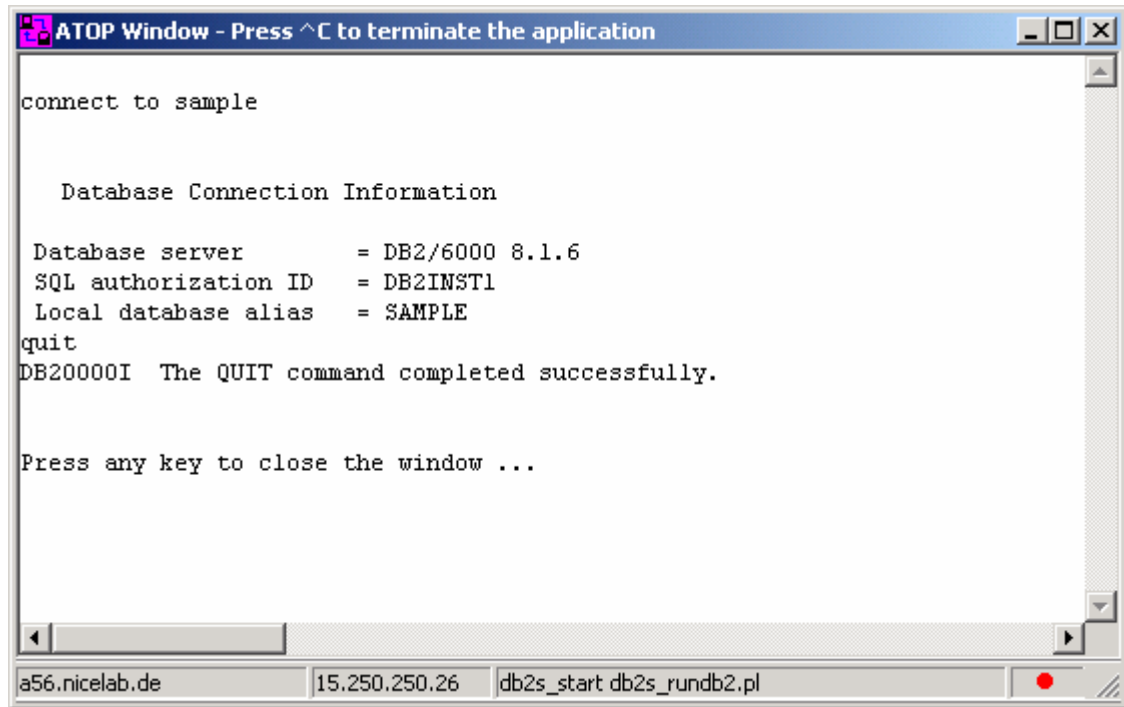 ATOP Window - Press ^C to terminate the application
connect to sample
Database Connection Information
Database server = DB2/6000 8.1.6
SQL authorization ID = DB2INST1
Local database alias = SAMPLE
quit
DB20000I The QUIT command completed successfully.
Press any key to close the window ...
a56.nicelab.de 15.250.250.26 db2s_start db2s_rundb2.pl